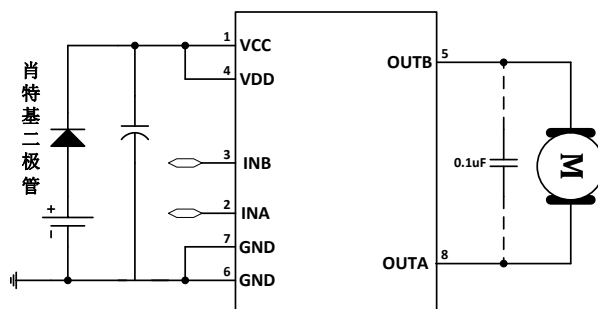 肖特基二极管
+
-
1
VCC
4
VDD
3
INB
2
INA
7
GND
6
GND
5
OUTB
8
OUTA
0.1uF
M